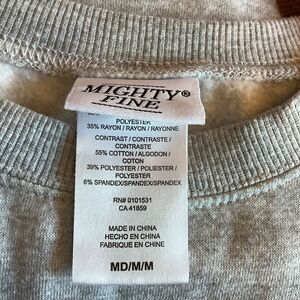 MIGHTY®
FINE
POLYESTER
35% RAYON / RAYON / RAYONNE
CONTRAST / CONTRASTE /
CONTRASTE
55% COTTON / ALGODON /
COTON
39% POLYESTER / POLIESTER /
POLYESTER
6% SPANDEX/SPANDEX/SPANDEX
RN# 0101531
CA 41859
MADE IN CHINA
HECHO EN CHINA
FABRIQUE EN CHINE
MD/M/M